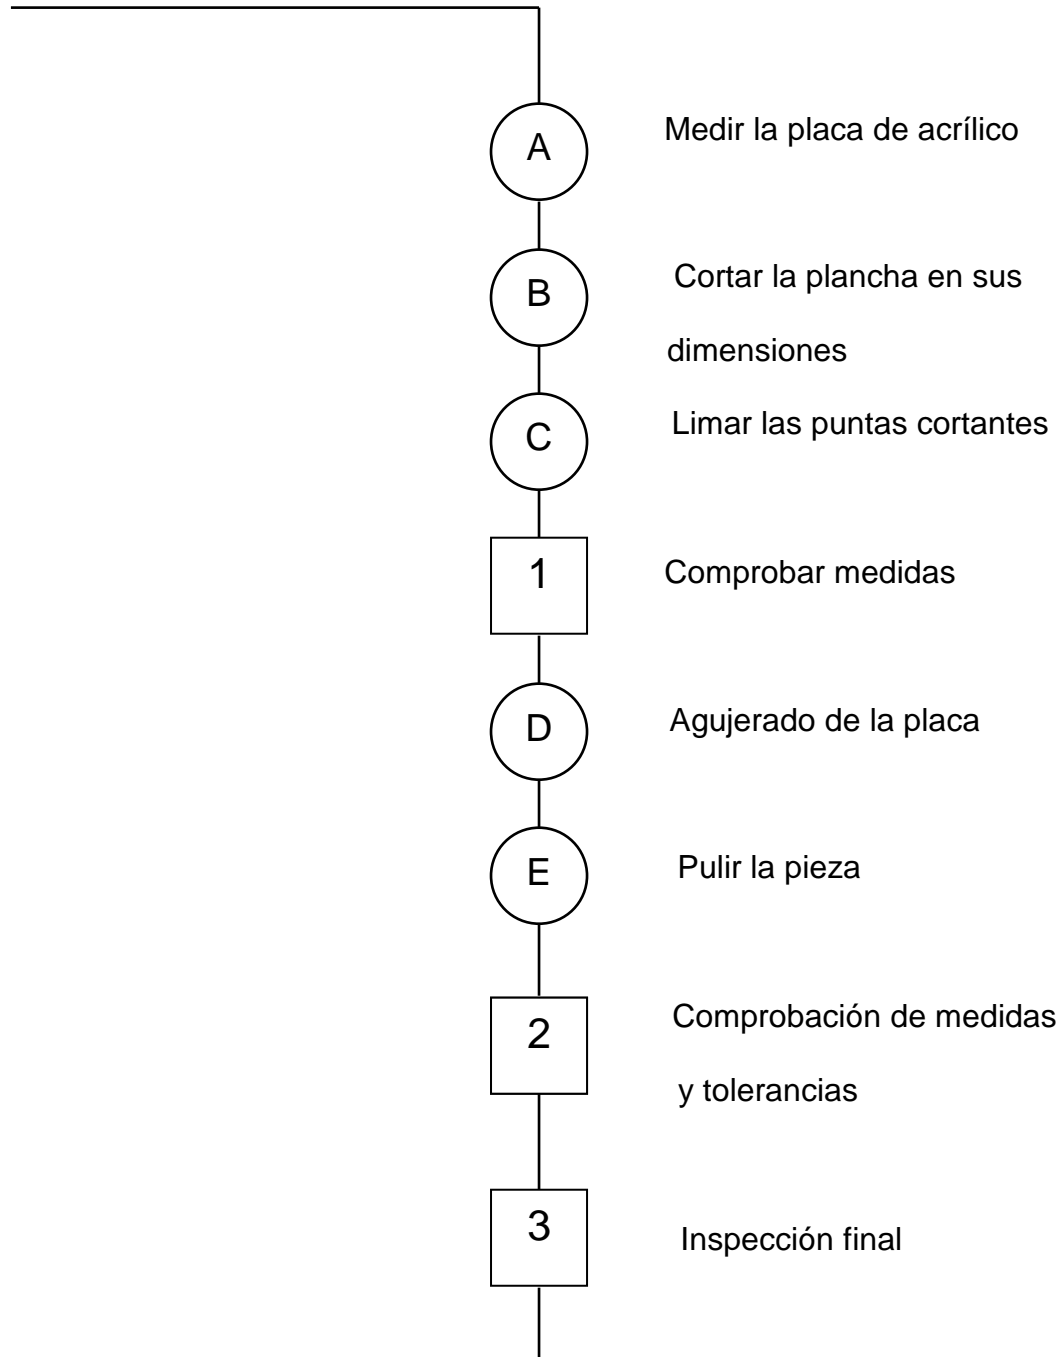 A
Medir la placa de acrílico
B
Cortar la plancha en sus
dimensiones
C
Limar las puntas cortantes
1
Comprobar medidas
D
Agujerado de la placa
E
Pulir la pieza
2
Comprobación de medidas
y tolerancias
3
Inspección final